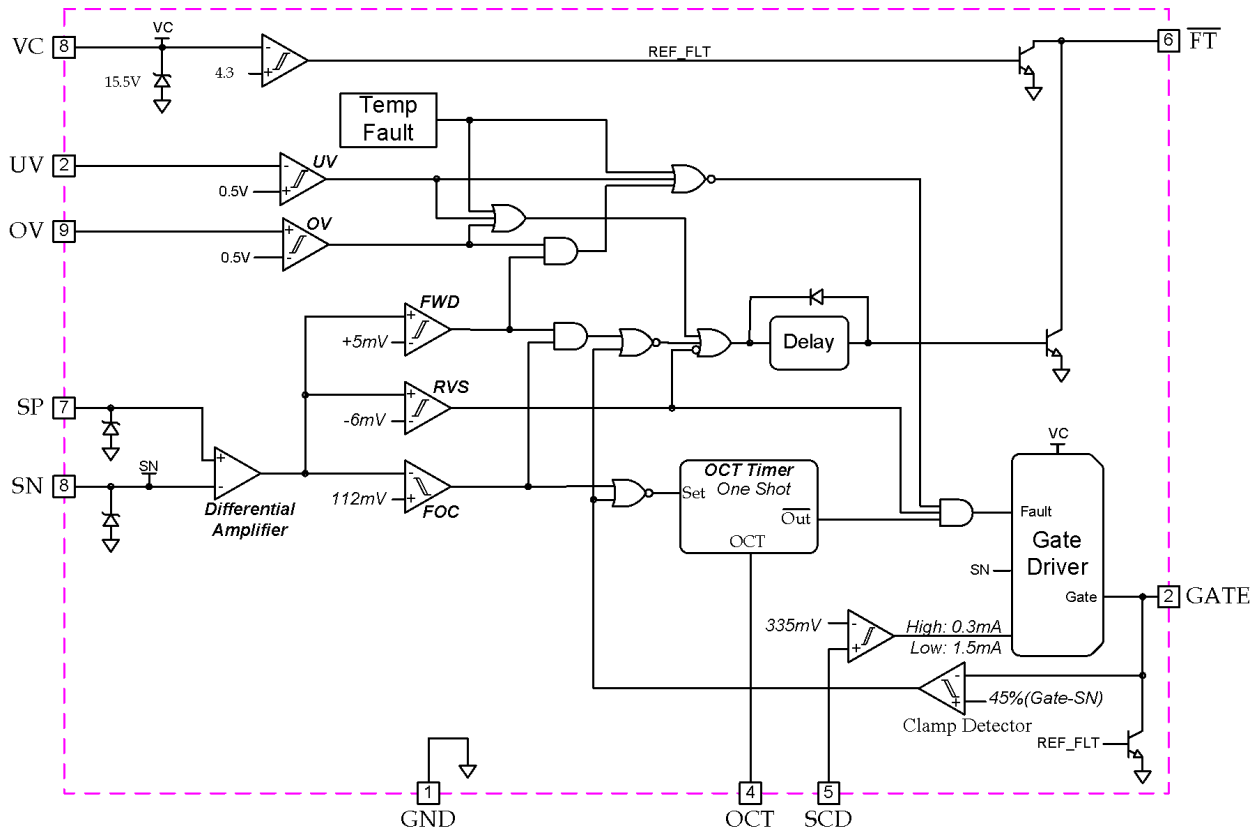 VC 8
VC
15.5V
-
4.3
+
REF_FLT
6 FT
Temp
Fault
UV 2
-
UV
0.5V
+
OV 9
+
OV
0.5V
-
FWD
+
+5mV
-
Delay
RVS
+
-6mV
-
SP 7
SN 8
SN
+
-
Differential
Amplifier
-
112mV
+
FOC
OCT Timer
One Shot
Set
Out
OCT
VC
Fault
Gate
Driver
SN
Gate
2 GATE
335mV
-
+
High: 0.3mA
Low: 1.5mA
-
+
45%(Gate-SN)
Clamp Detector
REF_FLT
1
GND
4
OCT
5
SCD